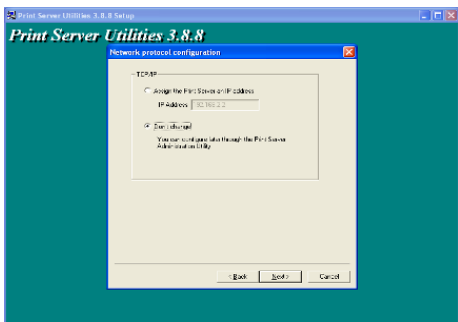 Print Server Utilities 3.8.8 Setup
Print Server Utilities 3.8.8
Network protocol configuration
TCP/IP
Assign the Print Server an IP address
IP Address
Don't change
You can configure later through the Print Server
Administration Utility
< Back
Next >
Cancel